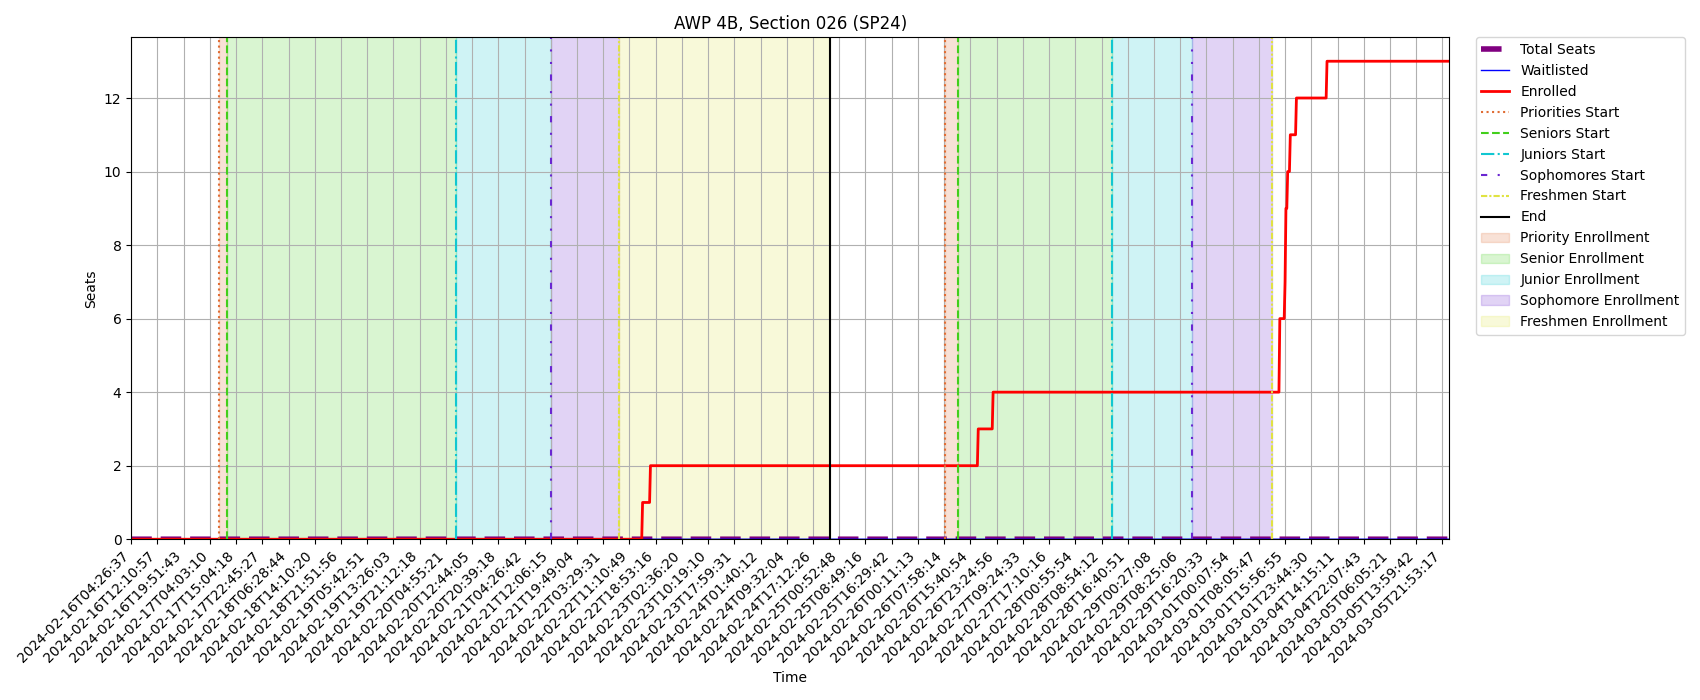 AWP 4B, Section 026 (SP24)
Seats
12
10
8
6
4
2
0
2024-02-16T04:26:37
2024-02-16T12:10:57
2024-02-16T19:51:43
2024-02-17T04:03:10
2024-02-17T15:04:18
2024-02-17T22:45:27
2024-02-18T06:28:44
2024-02-18T14:10:20
2024-02-18T21:51:56
2024-02-19T05:42:51
2024-02-19T13:26:03
2024-02-19T21:12:18
2024-02-20T04:55:21
2024-02-20T12:44:05
2024-02-20T20:39:18
2024-02-21T04:26:42
2024-02-21T12:06:15
2024-02-21T19:49:04
2024-02-22T03:29:31
2024-02-22T11:10:49
2024-02-22T18:53:16
2024-02-23T02:36:20
2024-02-23T10:19:10
2024-02-23T17:59:31
2024-02-24T01:40:12
2024-02-24T09:32:04
2024-02-24T17:12:26
2024-02-25T00:52:48
2024-02-25T08:49:16
2024-02-25T16:29:42
2024-02-26T00:11:13
2024-02-26T07:58:14
2024-02-26T15:40:54
2024-02-26T23:24:56
2024-02-27T09:24:33
2024-02-27T17:10:16
2024-02-28T00:55:54
2024-02-28T08:54:12
2024-02-28T16:40:51
2024-02-29T00:27:08
2024-02-29T08:25:06
2024-02-29T16:20:33
2024-03-01T00:07:54
2024-03-01T08:05:47
2024-03-01T15:56:55
2024-03-01T23:44:30
2024-03-04T14:15:11
2024-03-04T22:07:43
2024-03-05T06:05:21
2024-03-05T13:59:42
2024-03-05T21:53:17
Time
Total Seats
Waitlisted
Enrolled
Priorities Start
Seniors Start
Juniors Start
Sophomores Start
Freshmen Start
End
Priority Enrollment
Senior Enrollment
Junior Enrollment
Sophomore Enrollment
Freshmen Enrollment